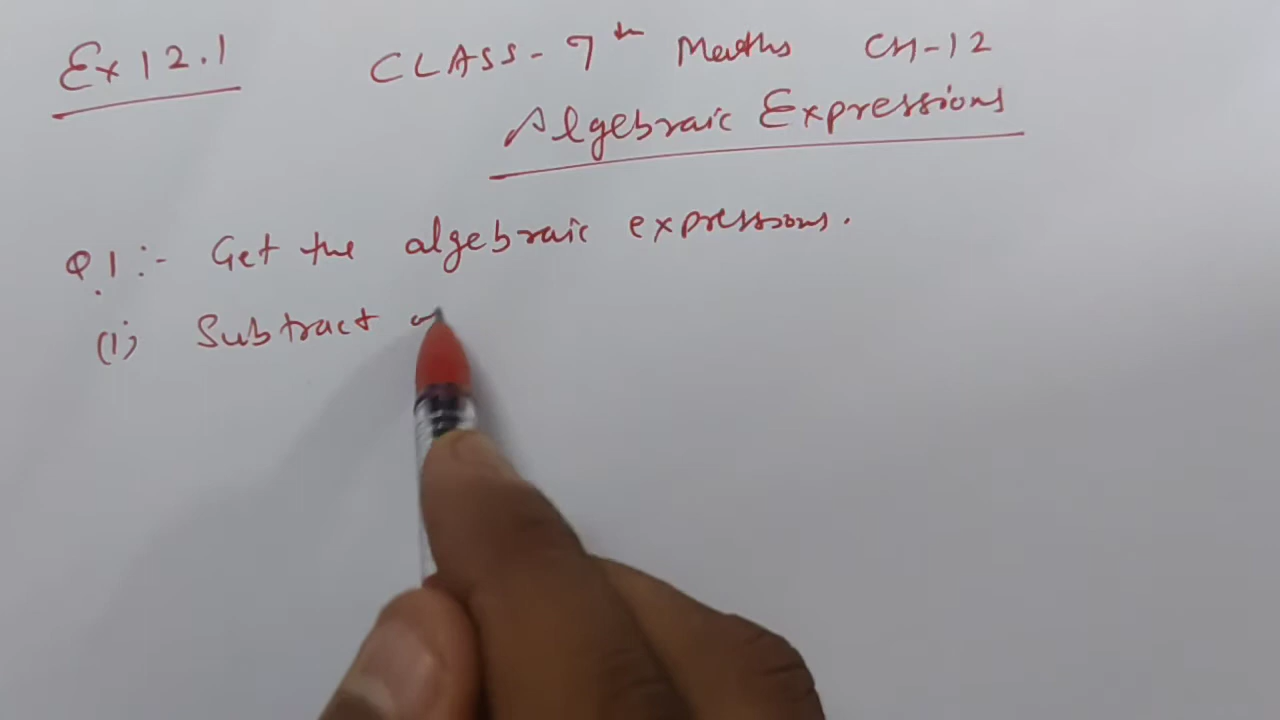 Ex 12.1 CLASS - 7th Maths CH-12
Algebraic Expressions
Q.1:- Get the algebraic expressions.
(i) Subtract